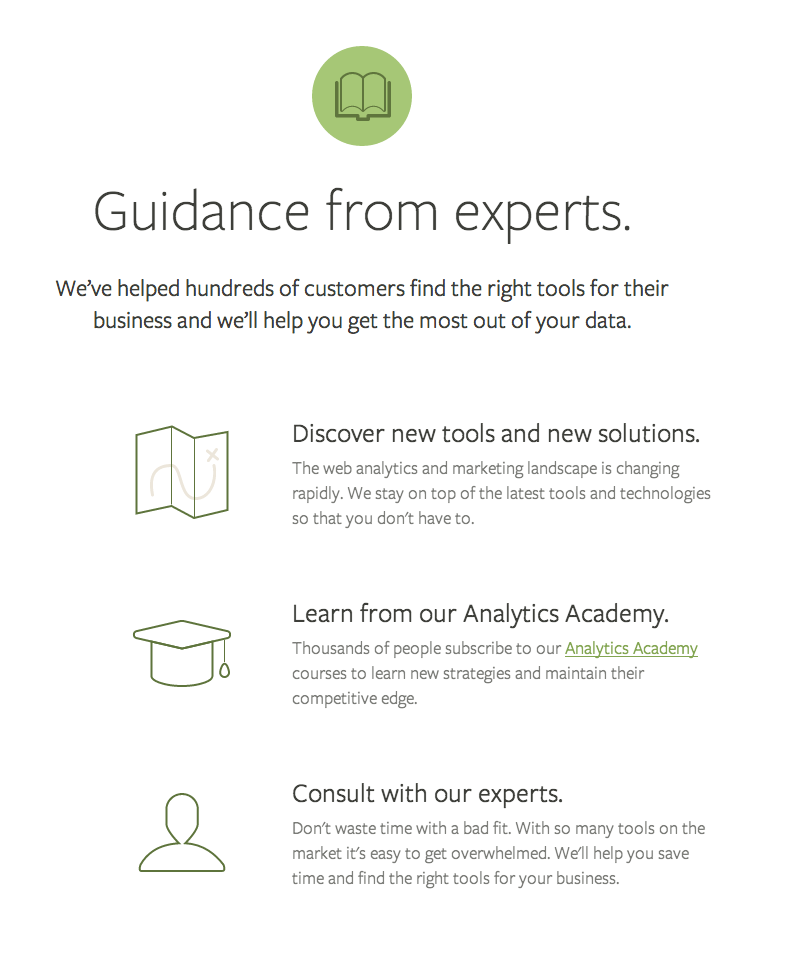 Guidance from experts.
We’ve helped hundreds of customers find the right tools for their
business and we’ll help you get the most out of your data.
Discover new tools and new solutions.
The web analytics and marketing landscape is changing
rapidly. We stay on top of the latest tools and technologies
so that you don’t have to.
Learn from our Analytics Academy.
Thousands of people subscribe to our Analytics Academy
courses to learn new strategies and maintain their
competitive edge.
Consult with our experts.
Don’t waste time with a bad fit. With so many tools on the
market it’s easy to get overwhelmed. We’ll help you save
time and find the right tools for your business.